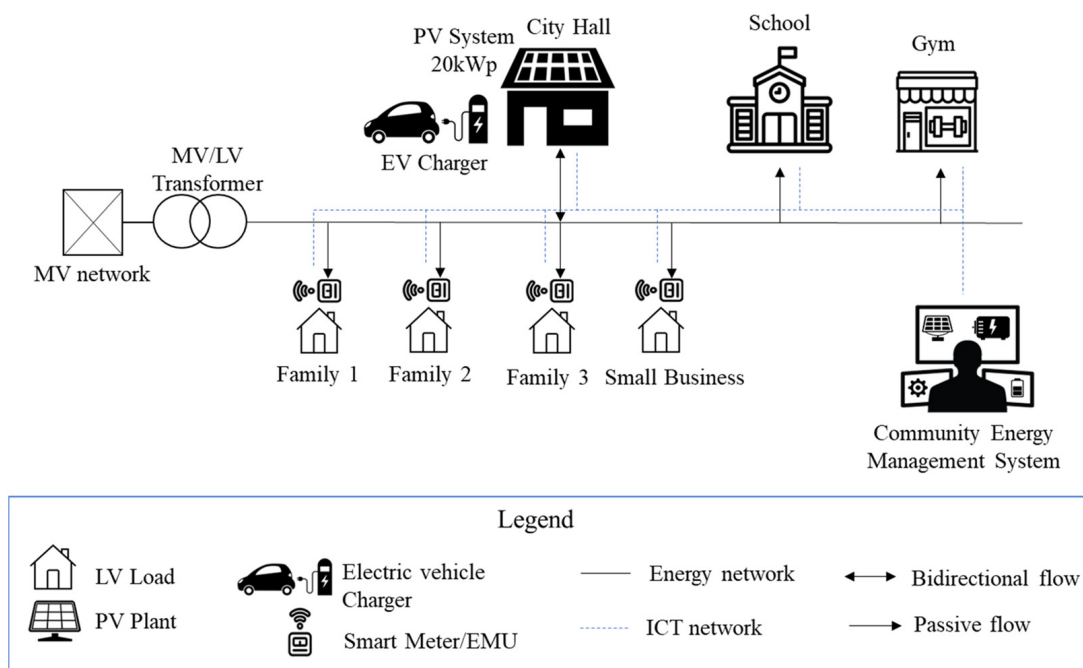 City Hall
PV System
20kWp
School
Gym
EV Charger
MV/LV
Transformer
MV network
Family 1
Family 2
Family 3
Small Business
Community Energy
Management System
Legend
LV Load
PV Plant
Electric vehicle
Charger
Smart Meter/EMU
Energy network
ICT network
Bidirectional flow
Passive flow